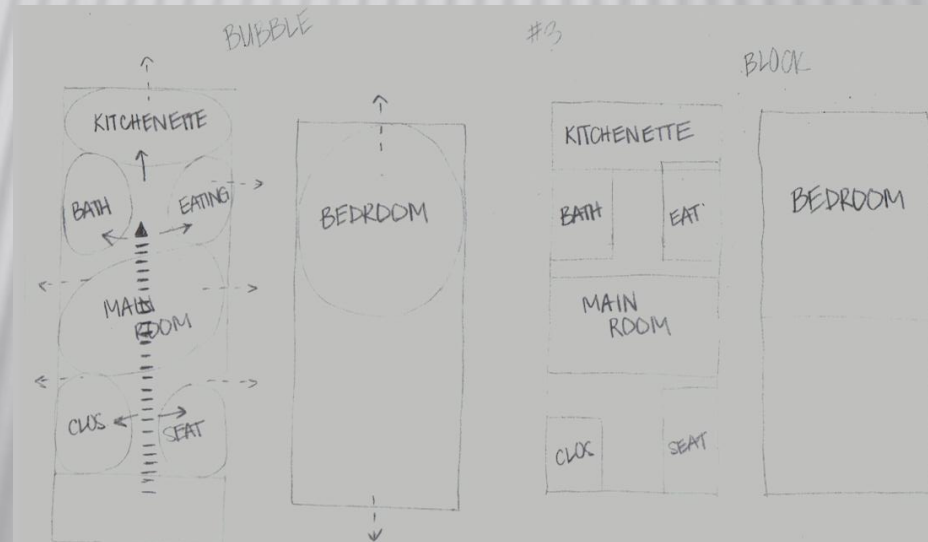 BUBBLE
#3
BLOCK
KITCHENETTE
BATH
EATING
MAIN
ROOM
CLOS
SEAT
BEDROOM
KITCHENETTE
BATH
EAT
MAIN
ROOM
CLOS
SEAT
BEDROOM